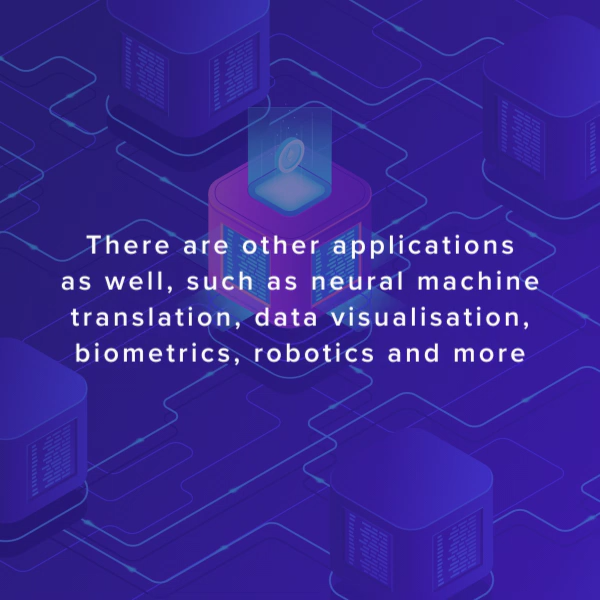 There are other applications
as well, such as neural machine
translation, data visualisation,
biometrics, robotics and more